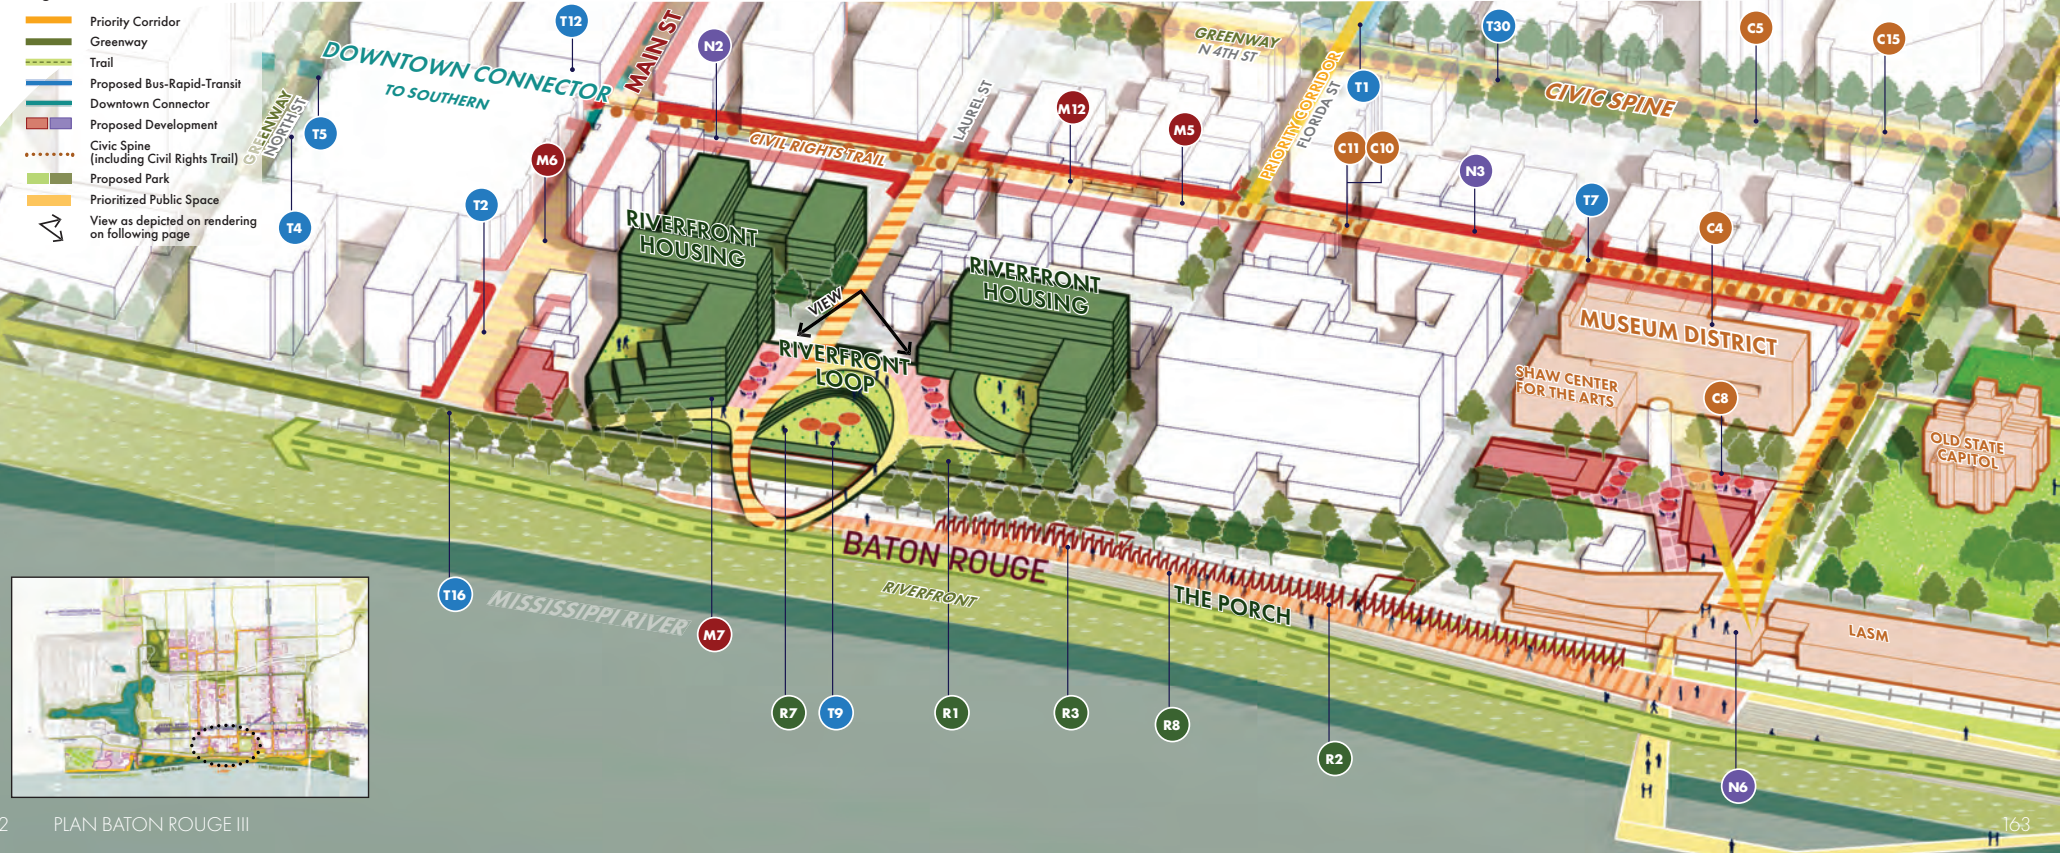 Priority Corridor
Greenway
Trail
Proposed Bus-Rapid-Transit
Downtown Connector
Proposed Development
Civic Spine
(including Civil Rights Trail)
Proposed Park
Prioritized Public Space
View as depicted on rendering
on following page
DOWNTOWN CONNECTOR
TO SOUTHERN
T12
MAIN ST
N2
GREENWAY
NORTH ST
T5
T4
T2
M6
CIVIL RIGHTS TRAIL
LAUREL ST
M12
M5
GREENWAY
N 4TH ST
PRIORITY CORRIDOR
FLORIDA ST
T1
T30
CIVIC SPINE
C5
C15
C11
C10
N3
T7
C4
RIVERFRONT
HOUSING
RIVERFRONT
HOUSING
VIEW
RIVERFRONT
LOOP
MUSEUM DISTRICT
SHAW CENTER
FOR THE ARTS
C8
OLD STATE
CAPITOL
BATON ROUGE
RIVERFRONT
THE PORCH
LASM
MISSISSIPPI RIVER
T16
M7
R7
T9
R1
R3
R8
R2
N6
2
PLAN BATON ROUGE III
163